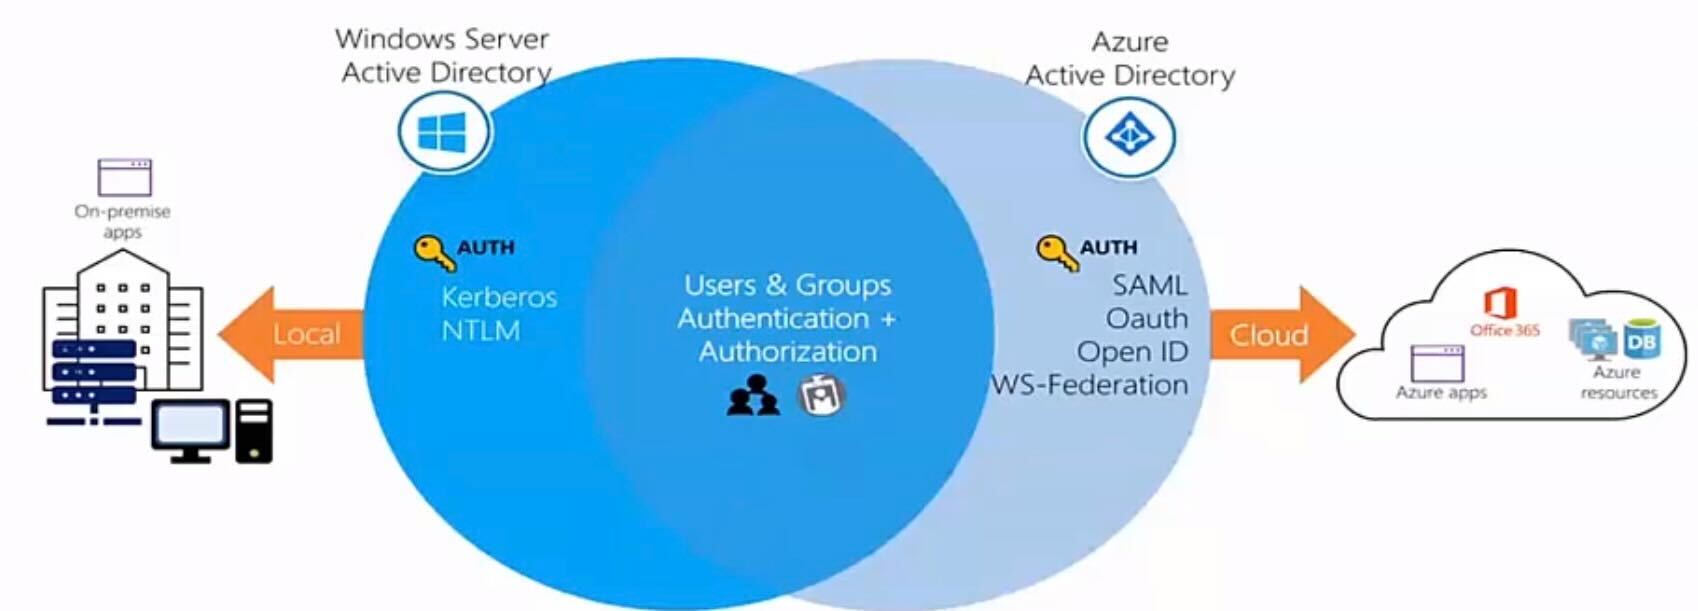 Windows Server
Active Directory
Azure
Active Directory
On-premise
apps
Local
AUTH
Kerberos
NTLM
Users & Groups
Authentication +
Authorization
AUTH
SAML
Oauth
Open ID
WS-Federation
Cloud
Office 365
Azure apps
DB
Azure
resources